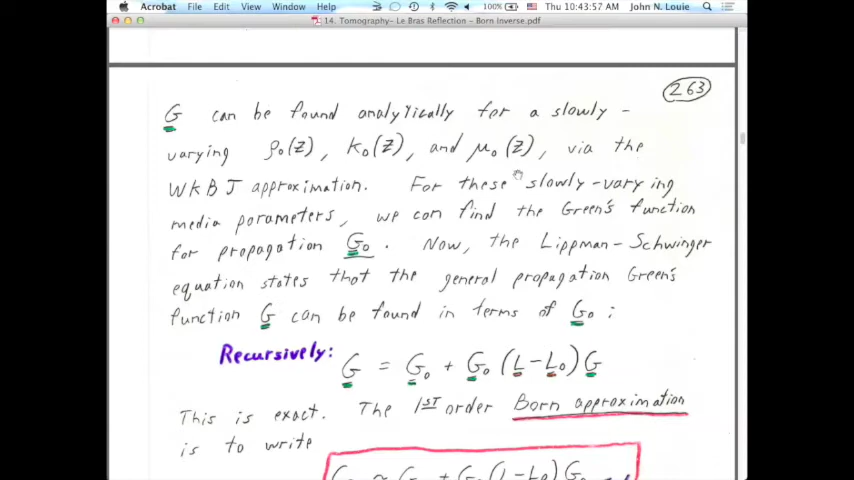 Acrobat File Edit View Window Help 100% Thu 10:43:57 AM John N. Louie
14. Tomography- Le Bras Reflection - Born Inverse.pdf
263
G can be found analytically for a slowly-
varying ρ₀(z), k₀(z), and μ₀(z), via the
WKBJ approximation. For these slowly-varying
media parameters, we can find the Green's function
for propagation G₀. Now, the Lippman-Schwinger
equation states that the general propagation Green's
function G can be found in terms of G₀:
Recursively: G = G₀ + G₀ (L-L₀)G
This is exact. The 1ST order Born approximation
is to write
G ≈ G₀ + G₀ (L-L₀) G₀